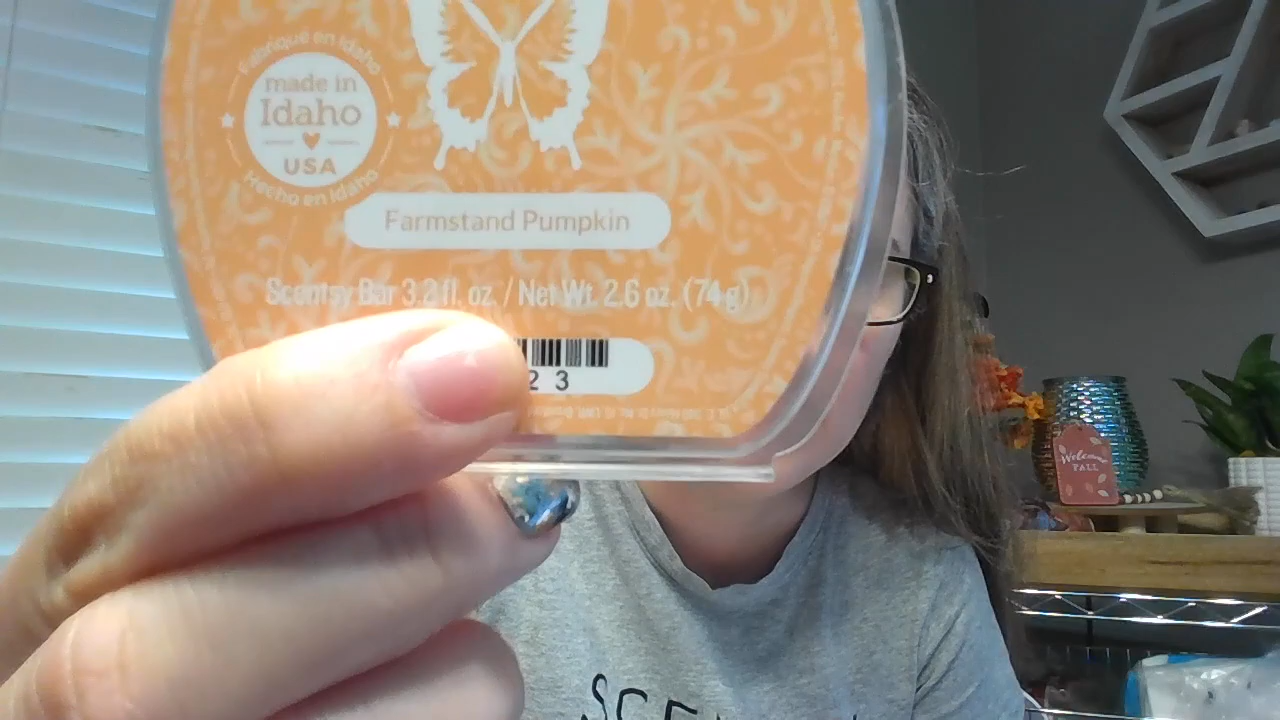 Fabriqué en Idaho
made in
Idaho
USA
Hecho en Idaho
Farmstand Pumpkin
Scentsy Bar 3.2 fl. oz. / Net Wt. 2.6 oz. (74 g)
2 3
Welcome
FALL
SCE